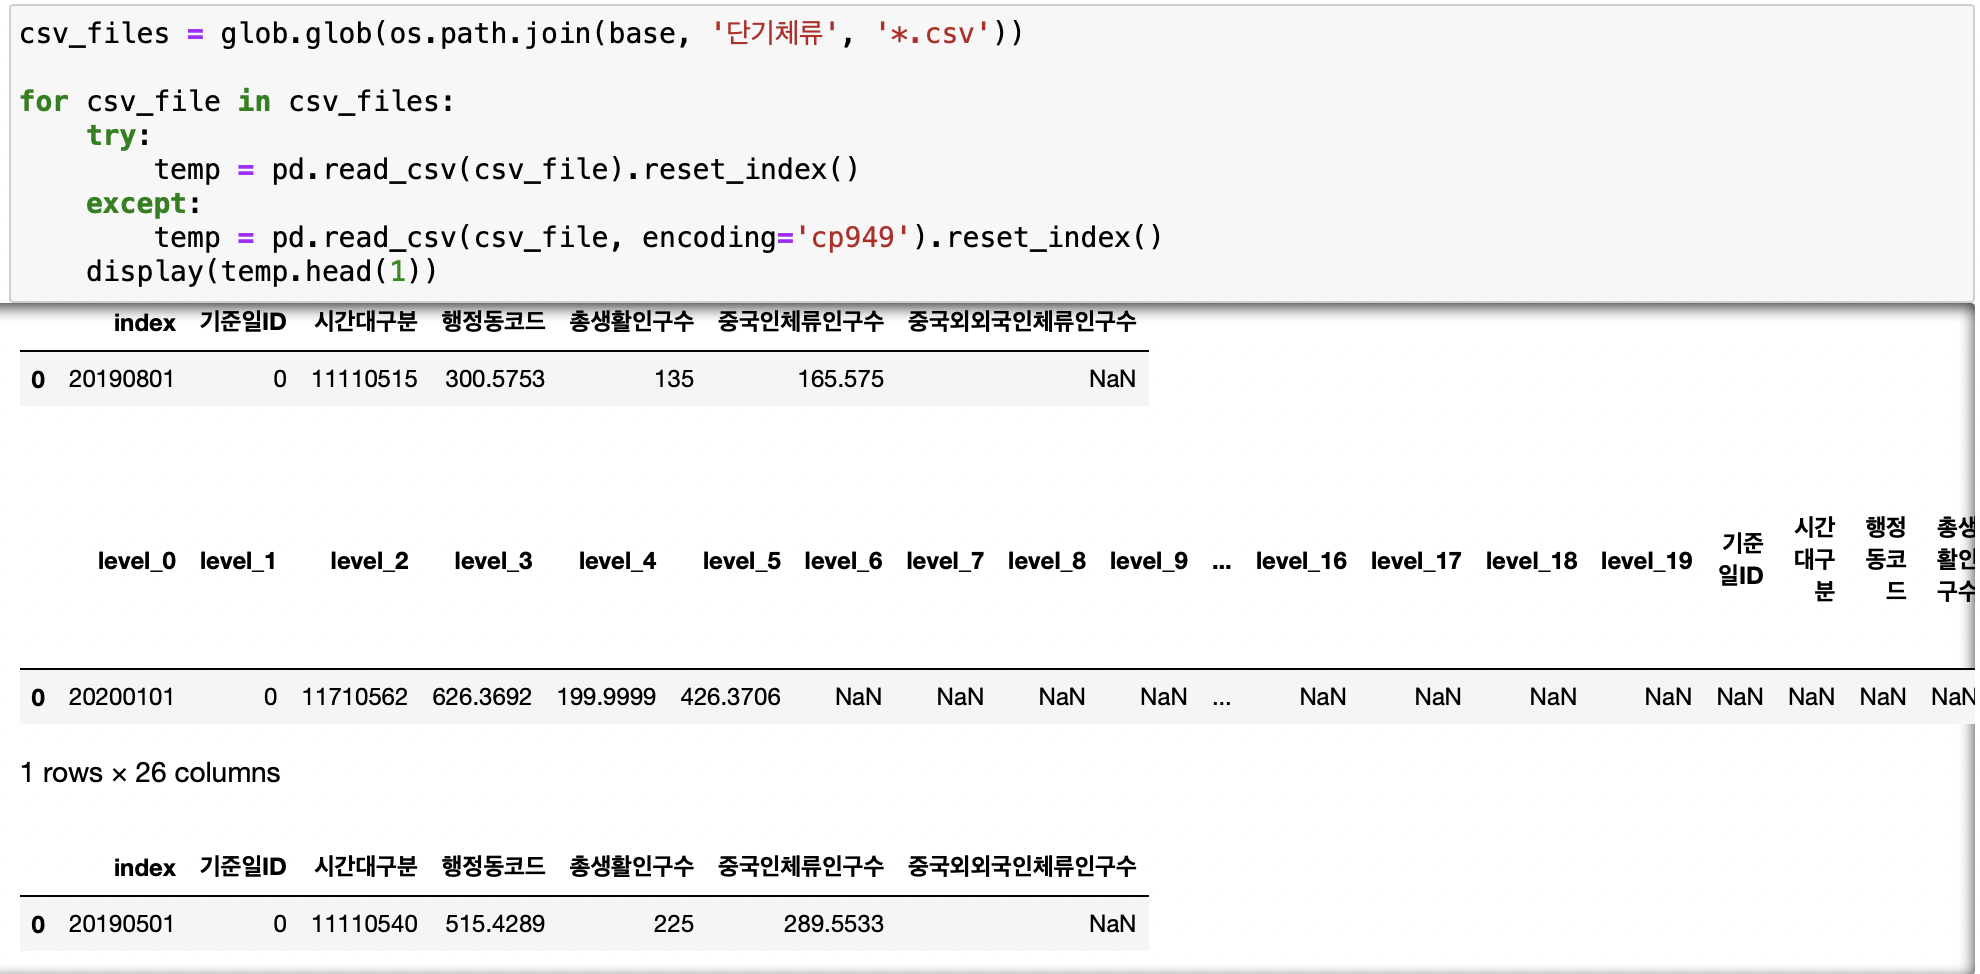 csv_files = glob.glob(os.path.join(base, '단기체류', '*.csv'))
for csv_file in csv_files:
try:
temp = pd.read_csv(csv_file).reset_index()
except:
temp = pd.read_csv(csv_file, encoding='cp949').reset_index()
display(temp.head(1))
index 기준일ID 시간대구분 행정동코드 총생활인구수 중국인체류인구수 중국외외국인체류인구수
0 20190801 0 11110515 300.5753 135 165.575 NaN
level_0 level_1 level_2 level_3 level_4 level_5 level_6 level_7 level_8 level_9 ... level_16 level_17 level_18 level_19 기준일ID 시간대구분 행정동코드 총생활인구수
0 20200101 0 11710562 626.3692 199.9999 426.3706 NaN NaN NaN NaN ... NaN NaN NaN NaN NaN NaN NaN NaN
1 rows × 26 columns
index 기준일ID 시간대구분 행정동코드 총생활인구수 중국인체류인구수 중국외외국인체류인구수
0 20190501 0 11110540 515.4289 225 289.5533 NaN